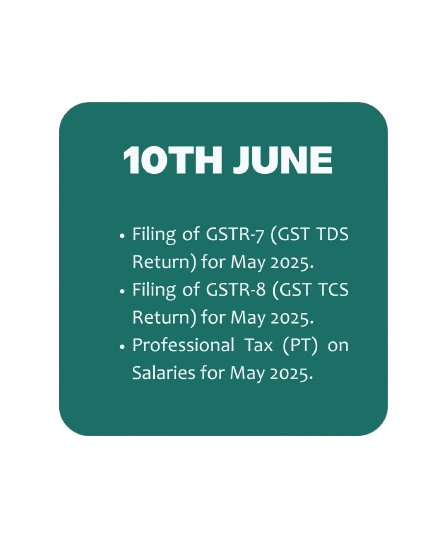 10TH JUNE
• Filing of GSTR-7 (GST TDS
Return) for May 2025.
• Filing of GSTR-8 (GST TCS
Return) for May 2025.
• Professional Tax (PT) on
Salaries for May 2025.